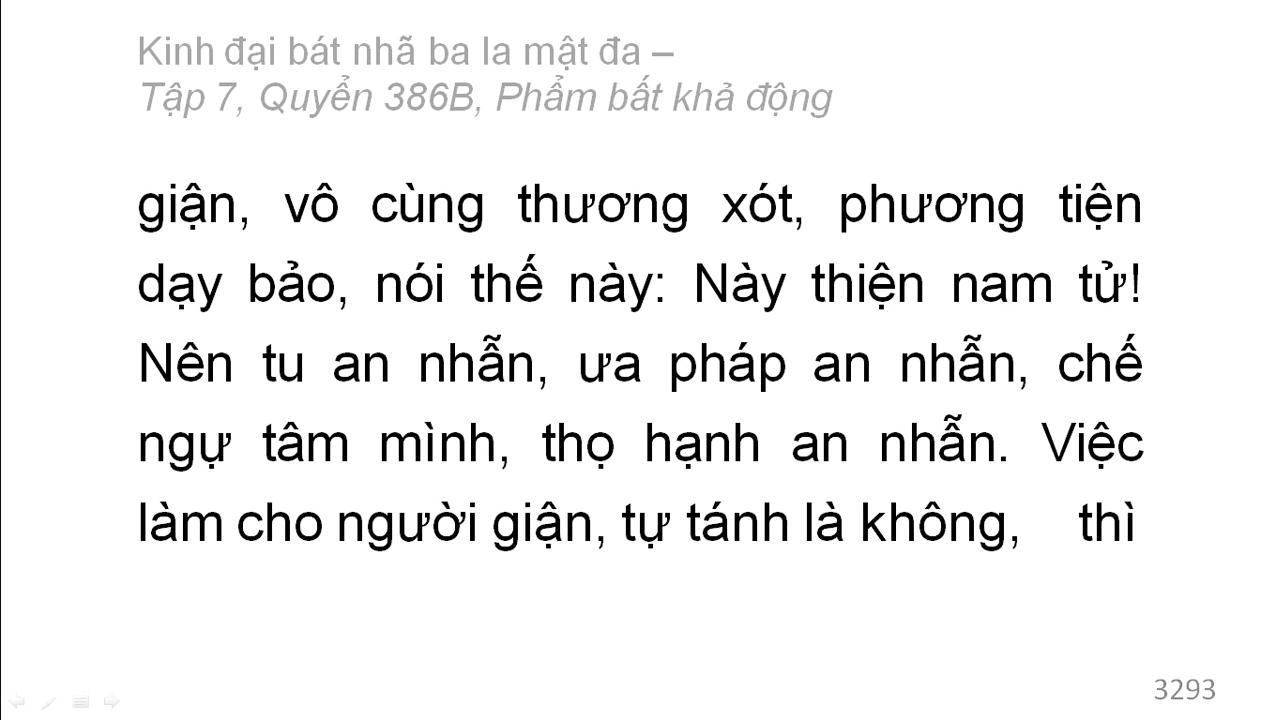 Kinh đại bát nhã ba la mật đa –
Tập 7, Quyển 386B, Phẩm bất khả động
giận, vô cùng thương xót, phương tiện
dạy bảo, nói thế này: Này thiện nam tử!
Nên tu an nhẫn, ưa pháp an nhẫn, chế
ngự tâm mình, thọ hạnh an nhẫn. Việc
làm cho người giận, tự tánh là không, thì
3293